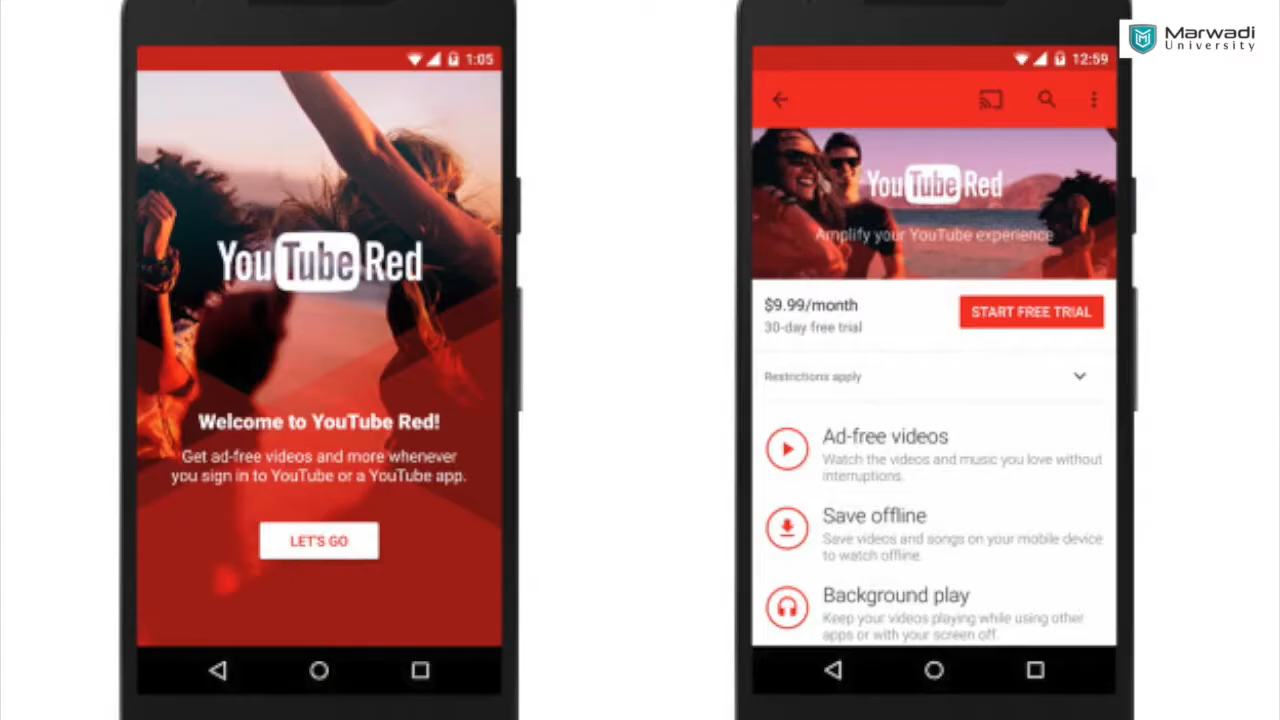 1:05
YouTube Red
Welcome to YouTube Red!
Get ad-free videos and more whenever
you sign in to YouTube or a YouTube app.
LET'S GO
12:59
YouTube Red
Amplify your YouTube experience
$9.99/month
30-day free trial
START FREE TRIAL
Restrictions apply
Ad-free videos
Watch the videos and music you love without
interruptions.
Save offline
Save videos and songs on your mobile device
to watch offline.
Background play
Keep your videos playing while using other
apps or with your screen off.
Marwadi
University